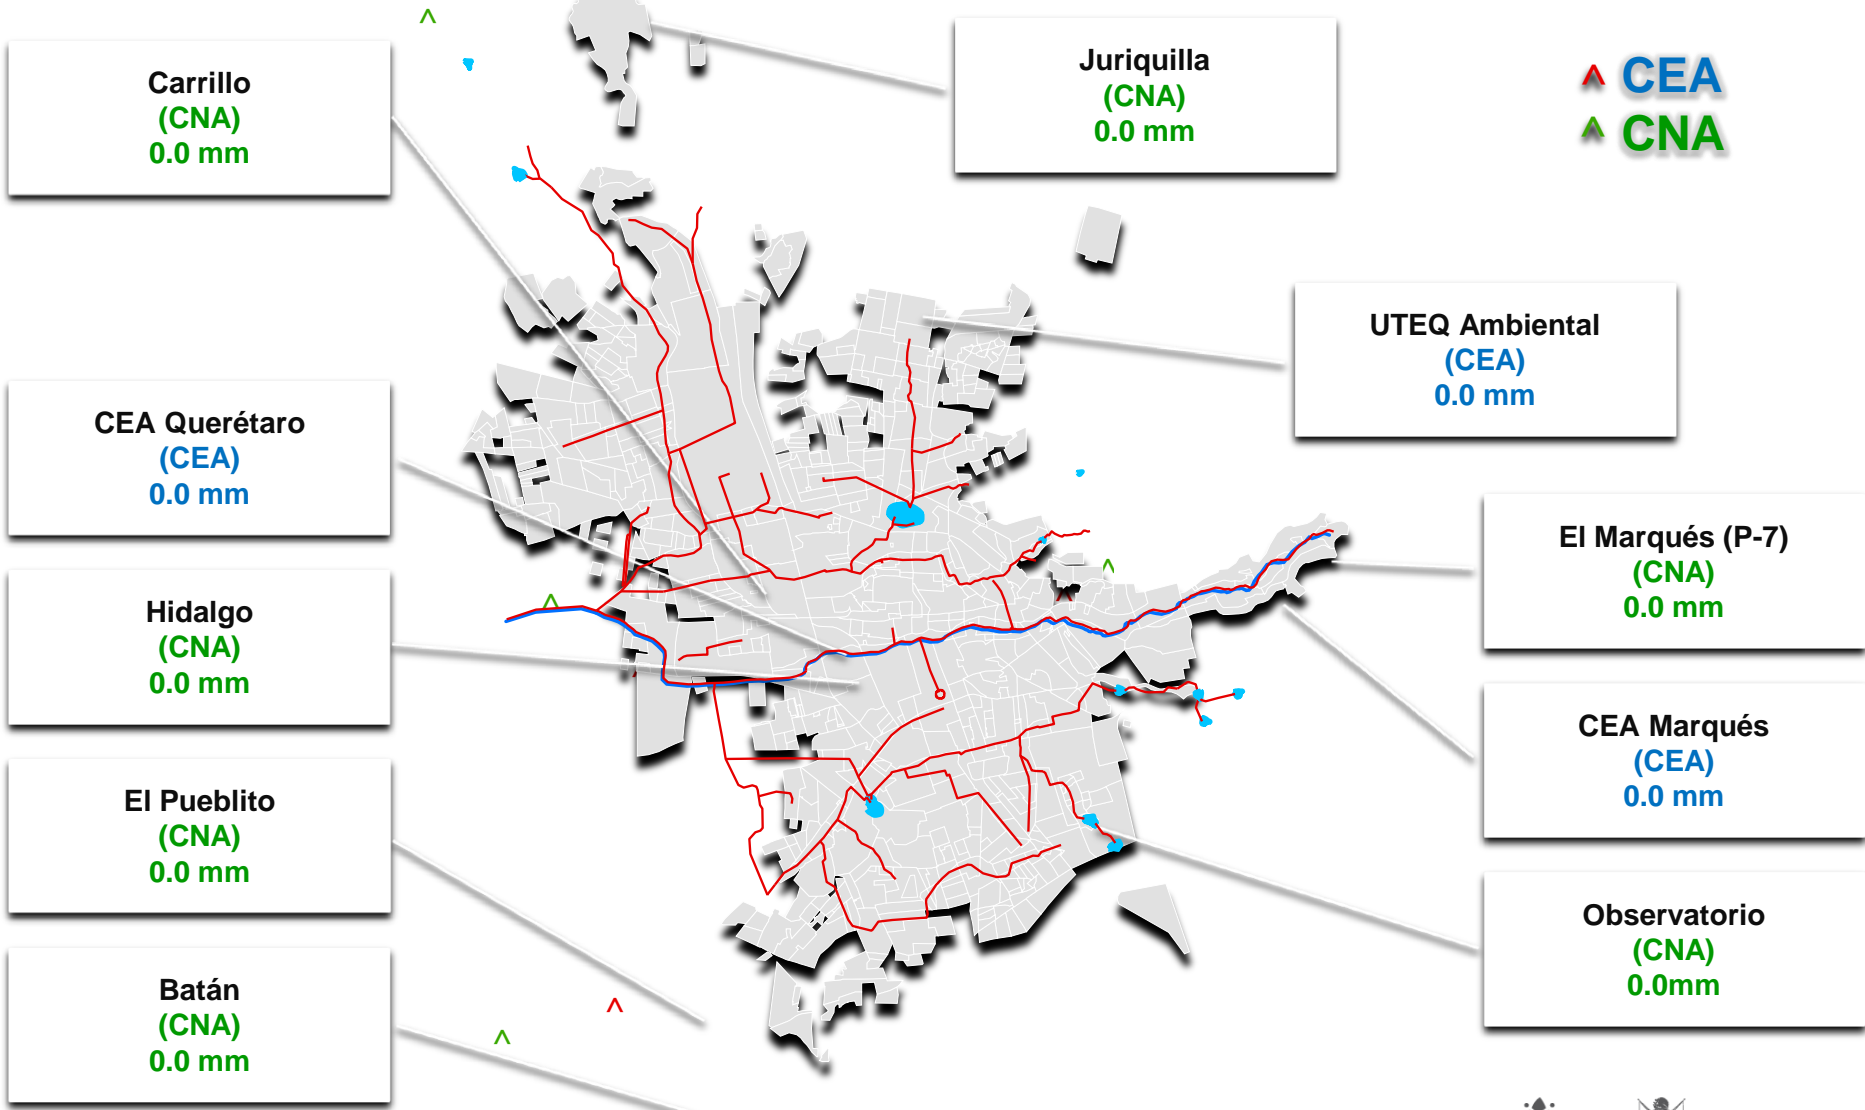 Carrillo
(CNA)
0.0 mm
Juriquilla
(CNA)
0.0 mm
CEA
CNA
UTEQ Ambiental
(CEA)
0.0 mm
CEA Querétaro
(CEA)
0.0 mm
El Marqués (P-7)
(CNA)
0.0 mm
Hidalgo
(CNA)
0.0 mm
CEA Marqués
(CEA)
0.0 mm
El Pueblito
(CNA)
0.0 mm
Observatorio
(CNA)
0.0mm
Batán
(CNA)
0.0 mm